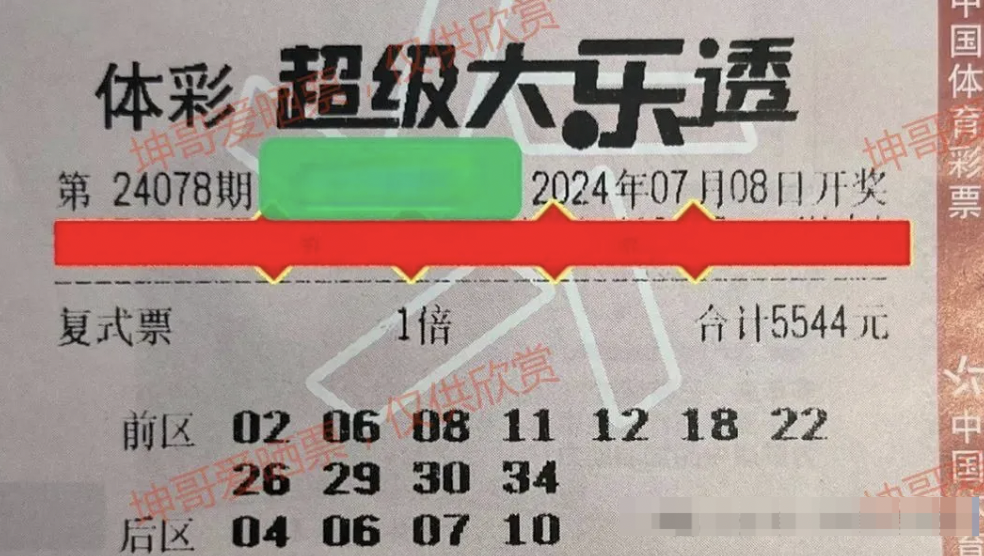 体彩 超级大乐透
第 24078期 2024年07月08日开奖
复式票 1倍 合计5544元
前区 02 06 08 11 12 18 22
26 29 30 34
后区 04 06 07 10
坤哥爱晒票，仅供欣赏
坤哥爱晒票，仅供欣赏
坤哥
坤哥爱
中国体育彩票
中国体育